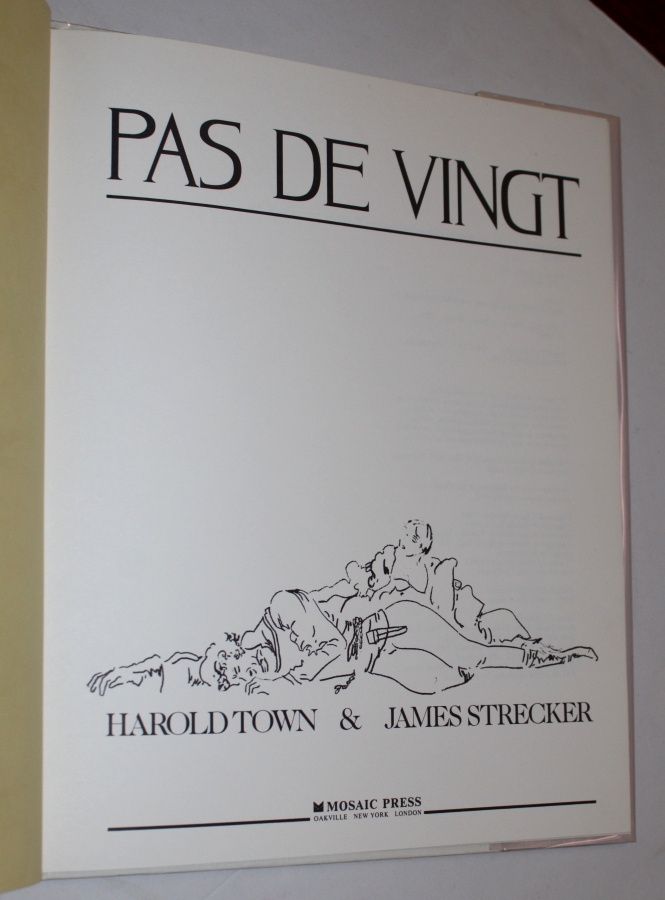 PAS DE VINGT
HAROLD TOWN & JAMES STRECKER
MOSAIC PRESS
OAKVILLE NEW YORK LONDON